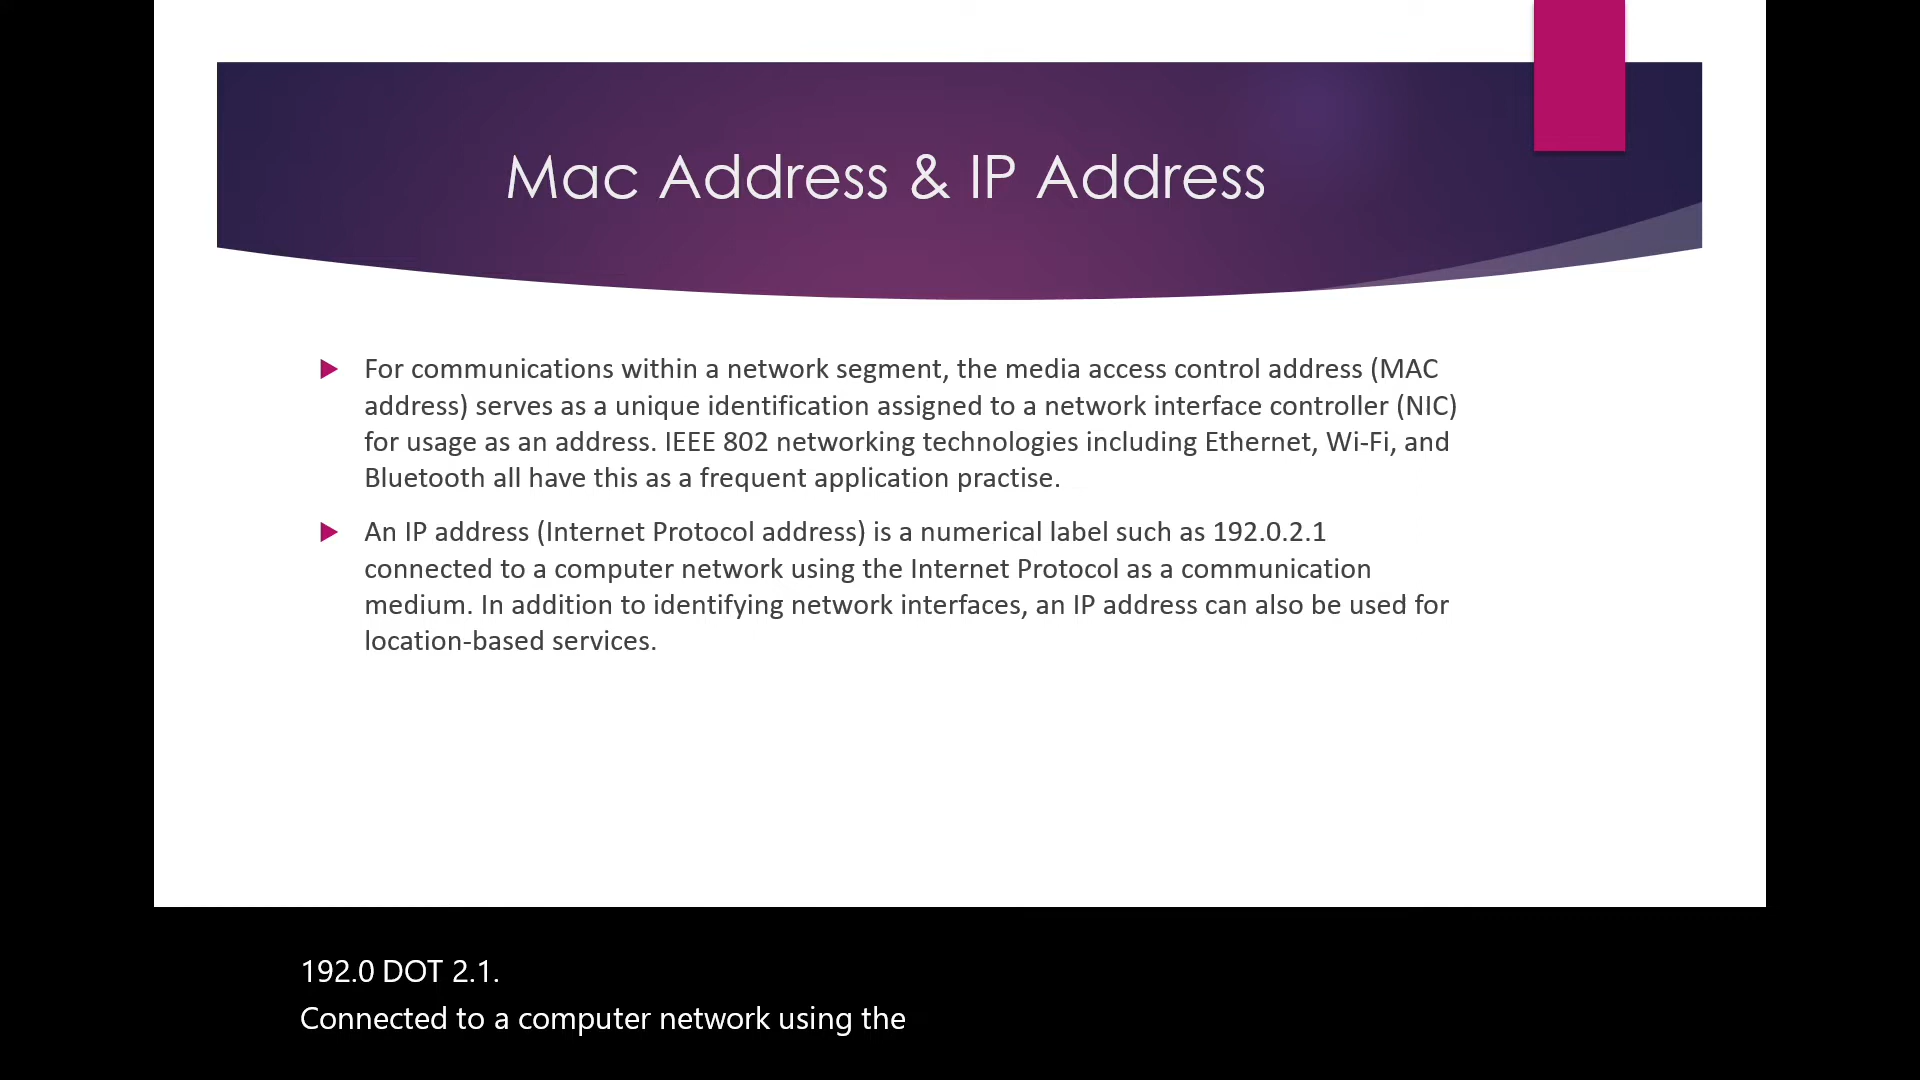 Mac Address & IP Address
For communications within a network segment, the media access control address (MAC
address) serves as a unique identification assigned to a network interface controller (NIC)
for usage as an address. IEEE 802 networking technologies including Ethernet, Wi-Fi, and
Bluetooth all have this as a frequent application practise.
An IP address (Internet Protocol address) is a numerical label such as 192.0.2.1
connected to a computer network using the Internet Protocol as a communication
medium. In addition to identifying network interfaces, an IP address can also be used for
location-based services.
192.0 DOT 2.1.
Connected to a computer network using the